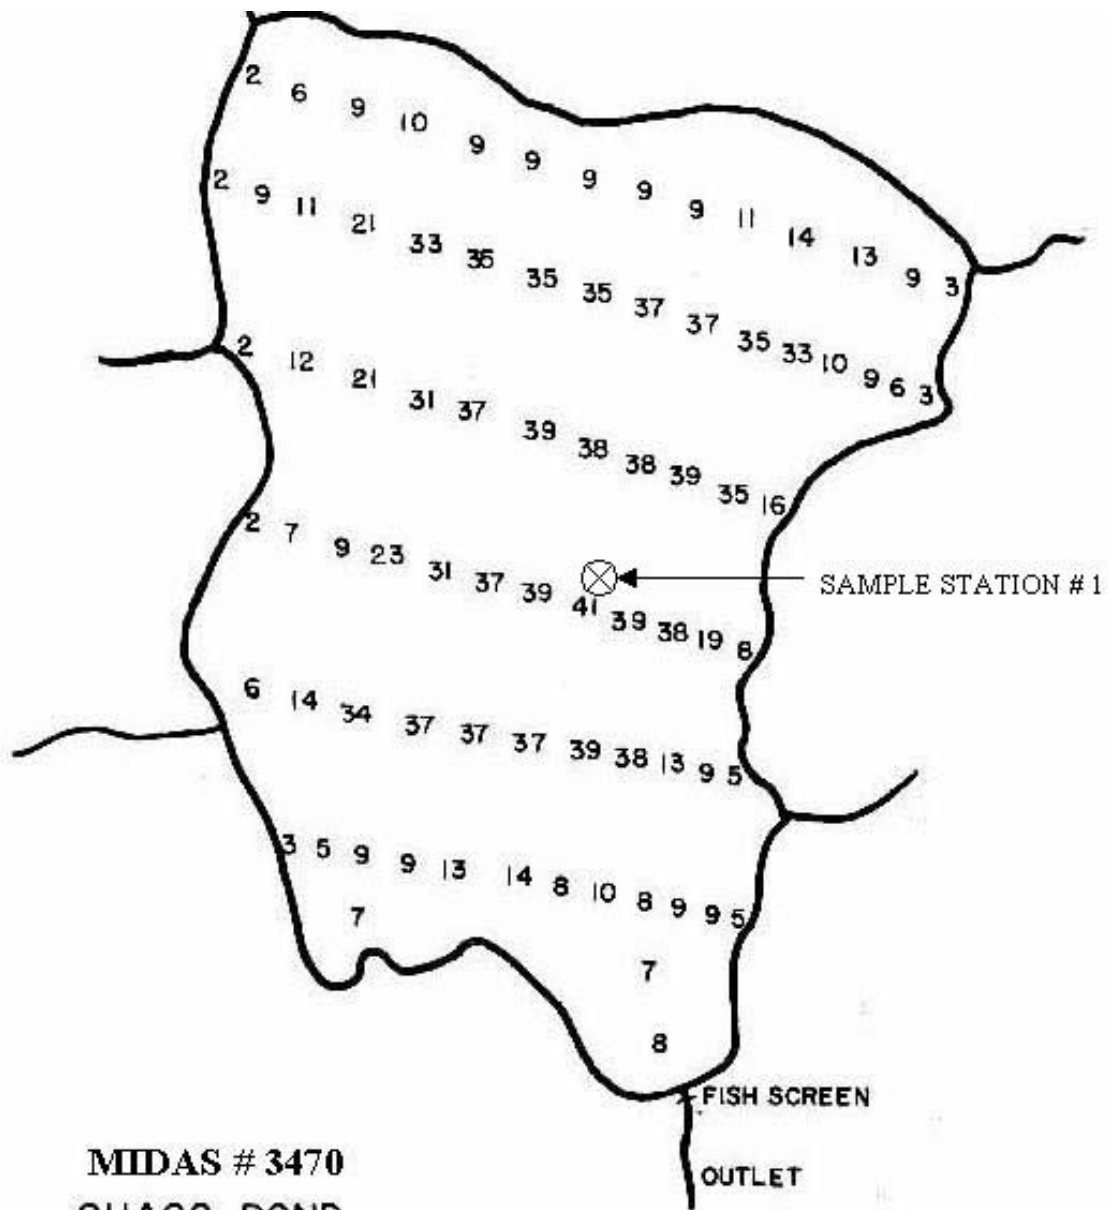 2 6 9 10 9 9 9 9 9 11 14 13 9 3
2 9 11 21 33 35 35 35 37 37 35 33 10 9 6 3
2 12 21 31 37 39 38 38 39 35 16
2 7 9 23 31 37 39 41 39 38 19 8
SAMPLE STATION # 1
6 14 34 37 37 37 39 38 13 9 5
3 5 9 9 13 14 8 10 8 9 9 5
7
7
8
FISH SCREEN
MIDAS # 3470
OUTLET
POND